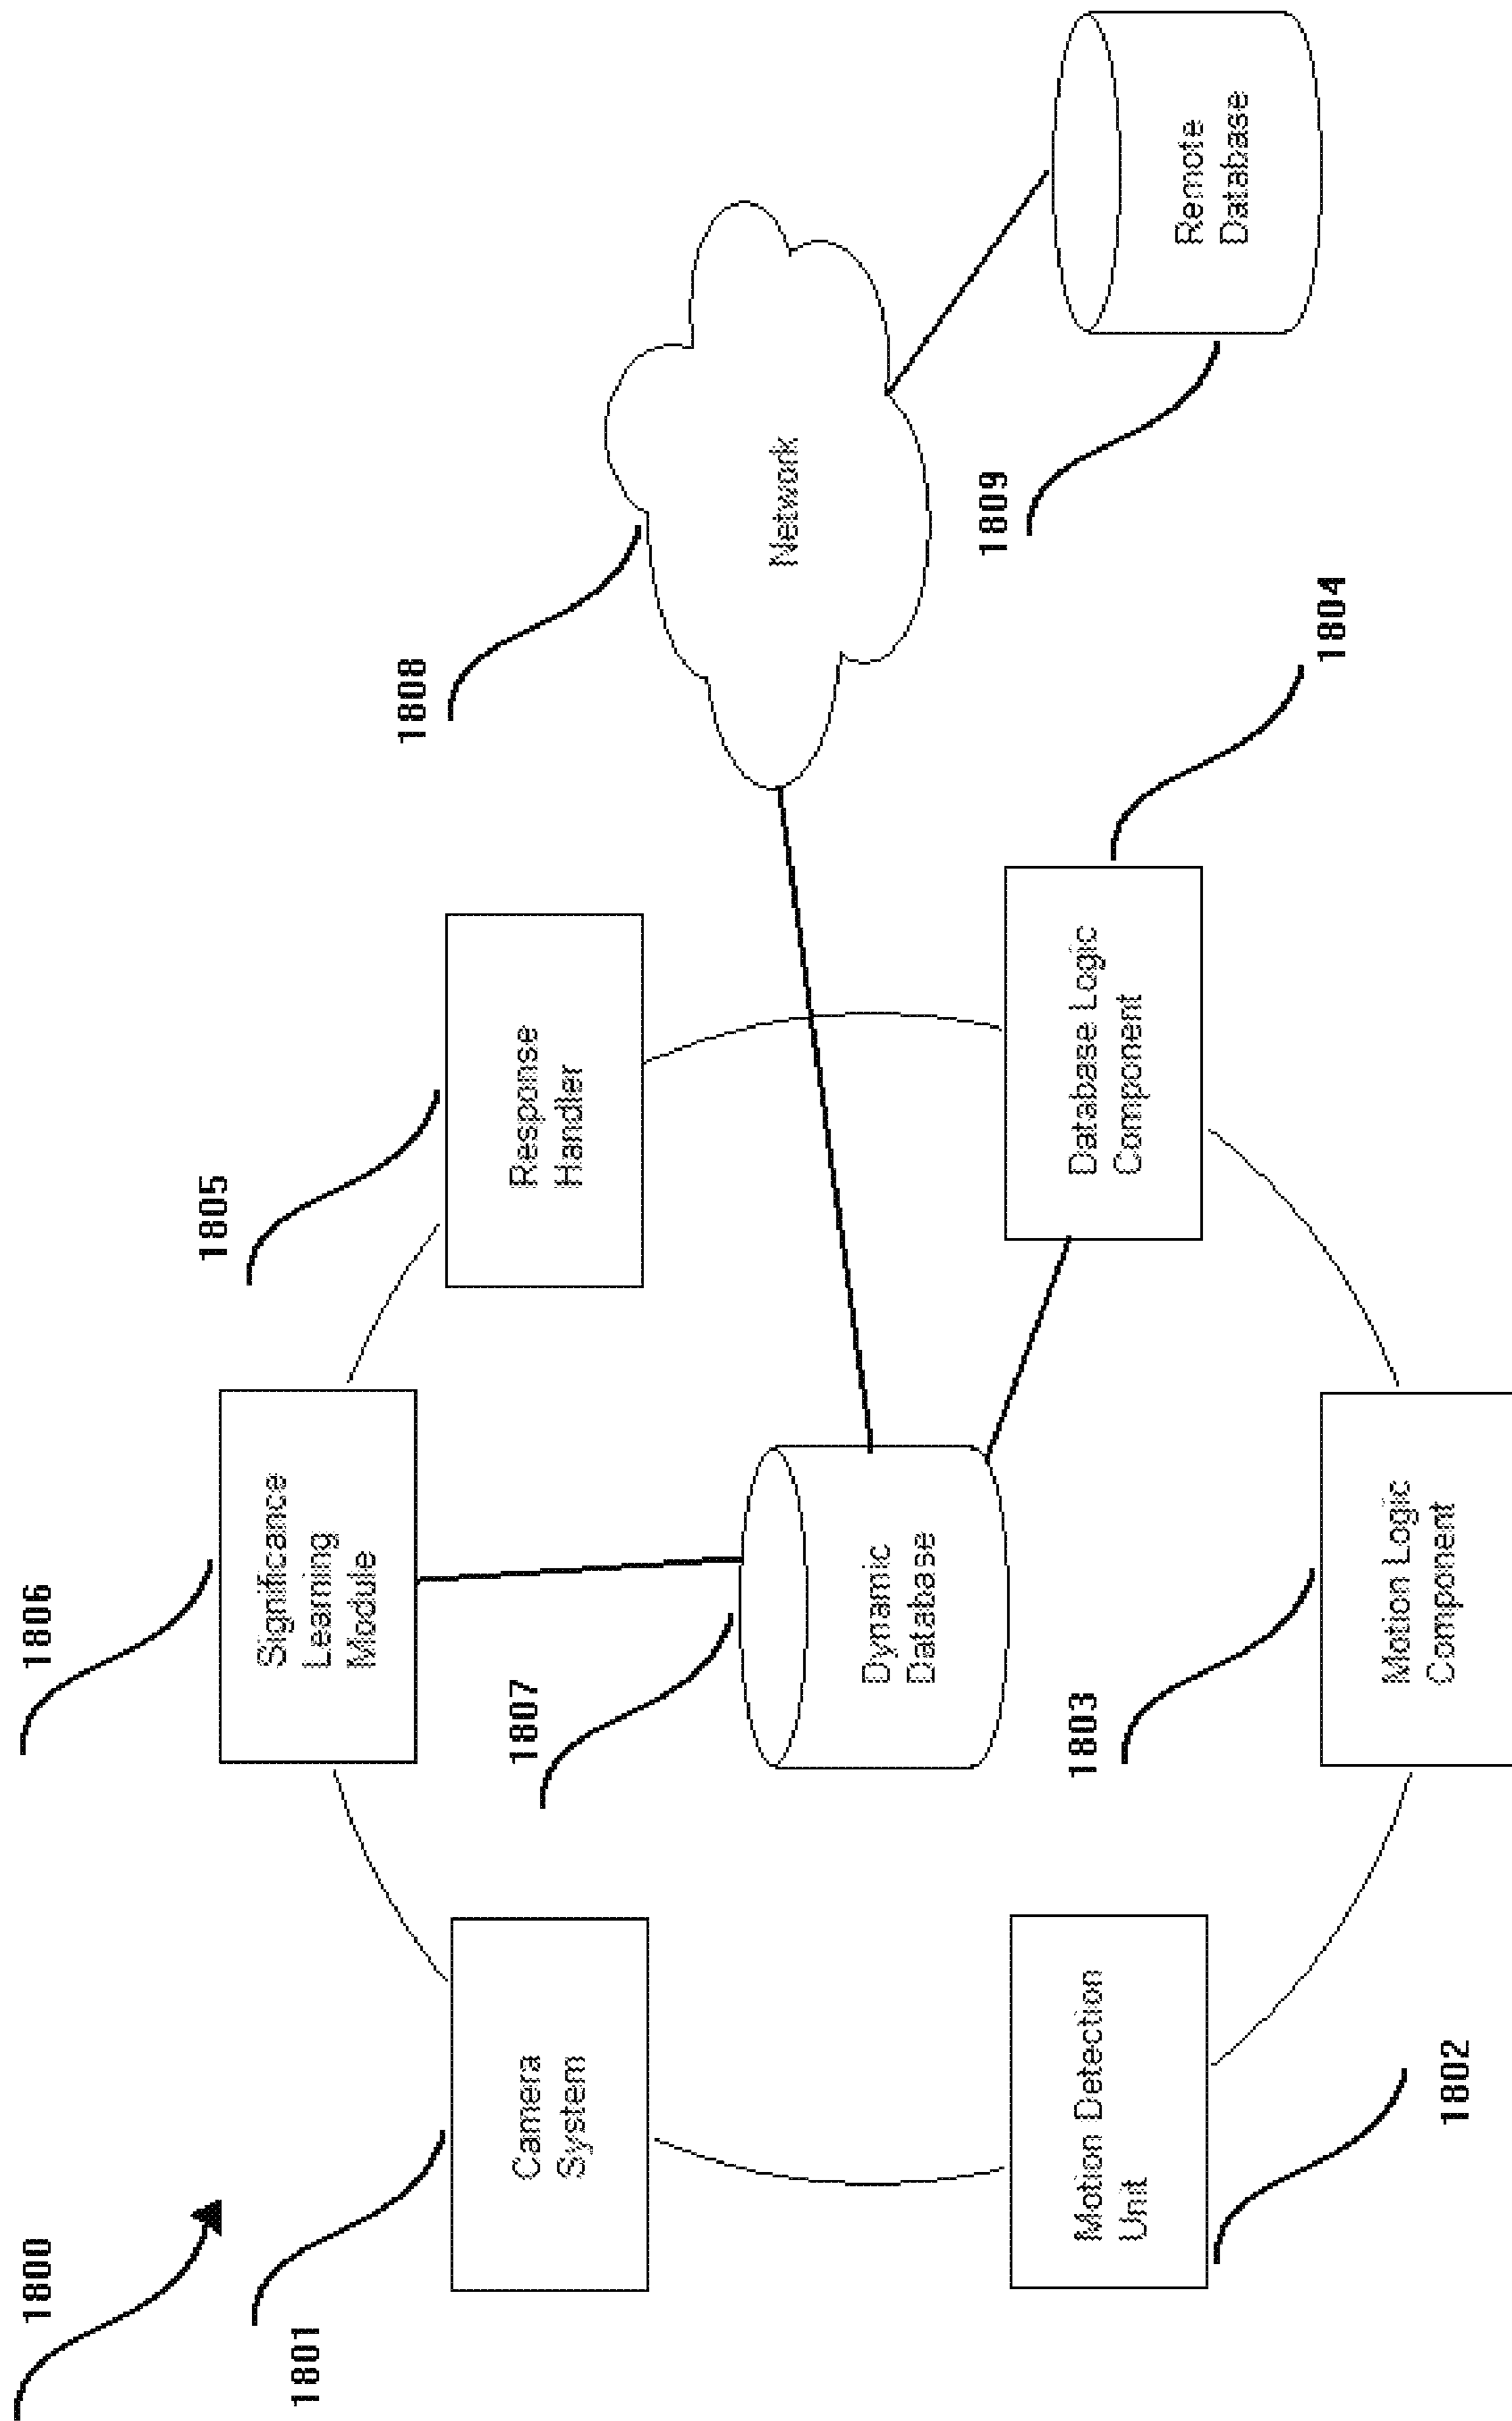 1800
1806
Significance
Learning
Module
1801
Camera
System
1805
Response
Handler
1808
Network
1807
Dynamic
Database
1802
Motion Detection
Unit
1803
Motion Logic
Component
1804
Database Logic
Component
1809
Remote
Database